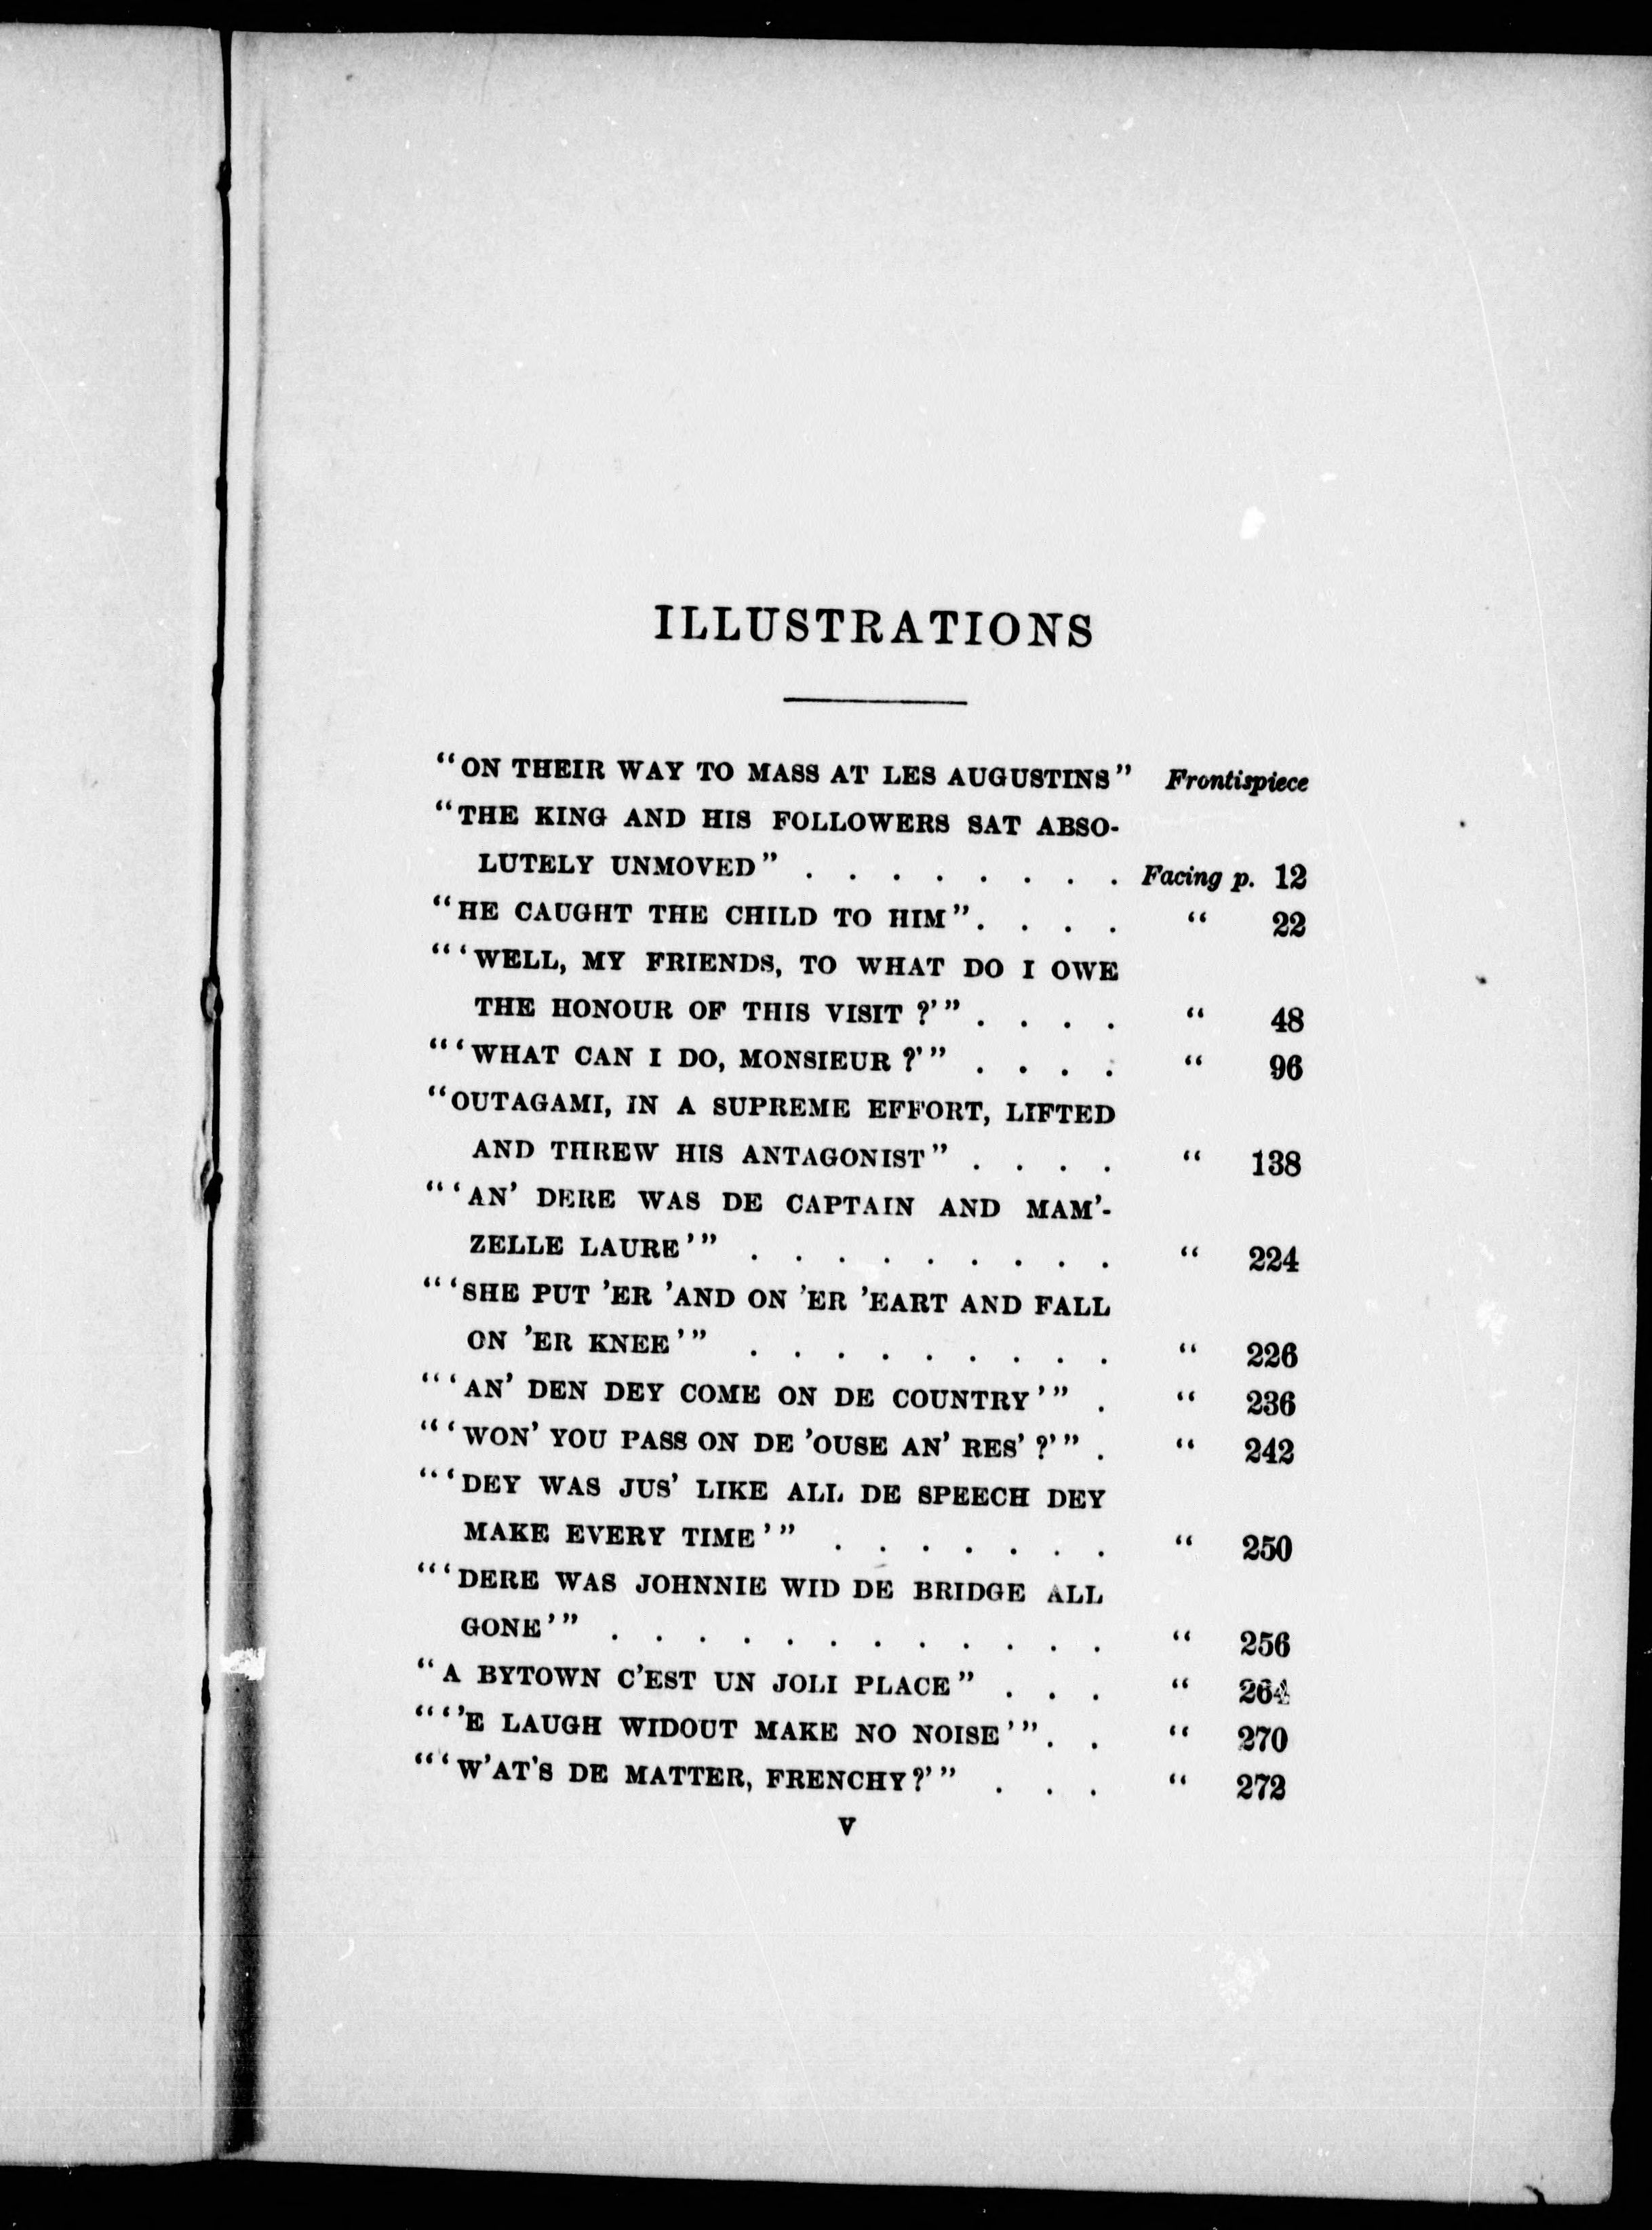 ILLUSTRATIONS
"ON THEIR WAY TO MASS AT LES AUGUSTINS" Frontispiece
"THE KING AND HIS FOLLOWERS SAT ABSO-
LUTELY UNMOVED" . . . . . . . . Facing p. 12
"HE CAUGHT THE CHILD TO HIM" . . . . " 22
"'WELL, MY FRIENDS, TO WHAT DO I OWE
THE HONOUR OF THIS VISIT ?'" . . . . " 48
"'WHAT CAN I DO, MONSIEUR ?'" . . . . " 96
"OUTAGAMI, IN A SUPREME EFFORT, LIFTED
AND THREW HIS ANTAGONIST" . . . . " 138
"'AN' DERE WAS DE CAPTAIN AND MAM'-
ZELLE LAURE'" . . . . . . . . . " 224
"'SHE PUT 'ER 'AND ON 'ER 'EART AND FALL
ON 'ER KNEE'" . . . . . . . . . " 226
"'AN' DEN DEY COME ON DE COUNTRY'" . " 236
"'WON' YOU PASS ON DE 'OUSE AN' RES' ?'" . " 242
"'DEY WAS JUS' LIKE ALL DE SPEECH DEY
MAKE EVERY TIME'" . . . . . . . " 250
"'DERE WAS JOHNNIE WID DE BRIDGE ALL
GONE'" . . . . . . . . . . . . " 256
"A BYTOWN C'EST UN JOLI PLACE" . . . " 264
"''E LAUGH WIDOUT MAKE NO NOISE'" . . " 270
"'W'AT'S DE MATTER, FRENCHY?'" . . . " 272
V